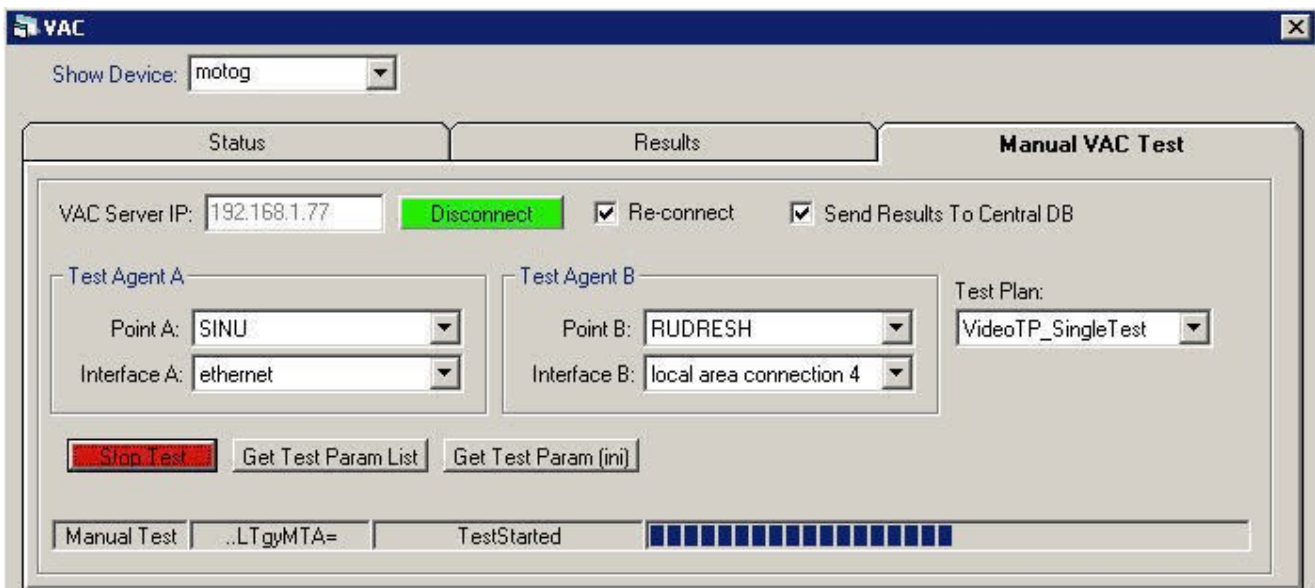 VAC
Show Device: motog
Status Results Manual VAC Test
VAC Server IP: 192.168.1.77 Disconnect Re-connect Send Results To Central DB
Test Agent A Test Agent B Test Plan:
Point A: SINU Point B: RUDRESH VideoTP_SingleTest
Interface A: ethernet Interface B: local area connection 4
Stop Test Get Test Param List Get Test Param (ini)
Manual Test ..LTgyMTA= TestStarted